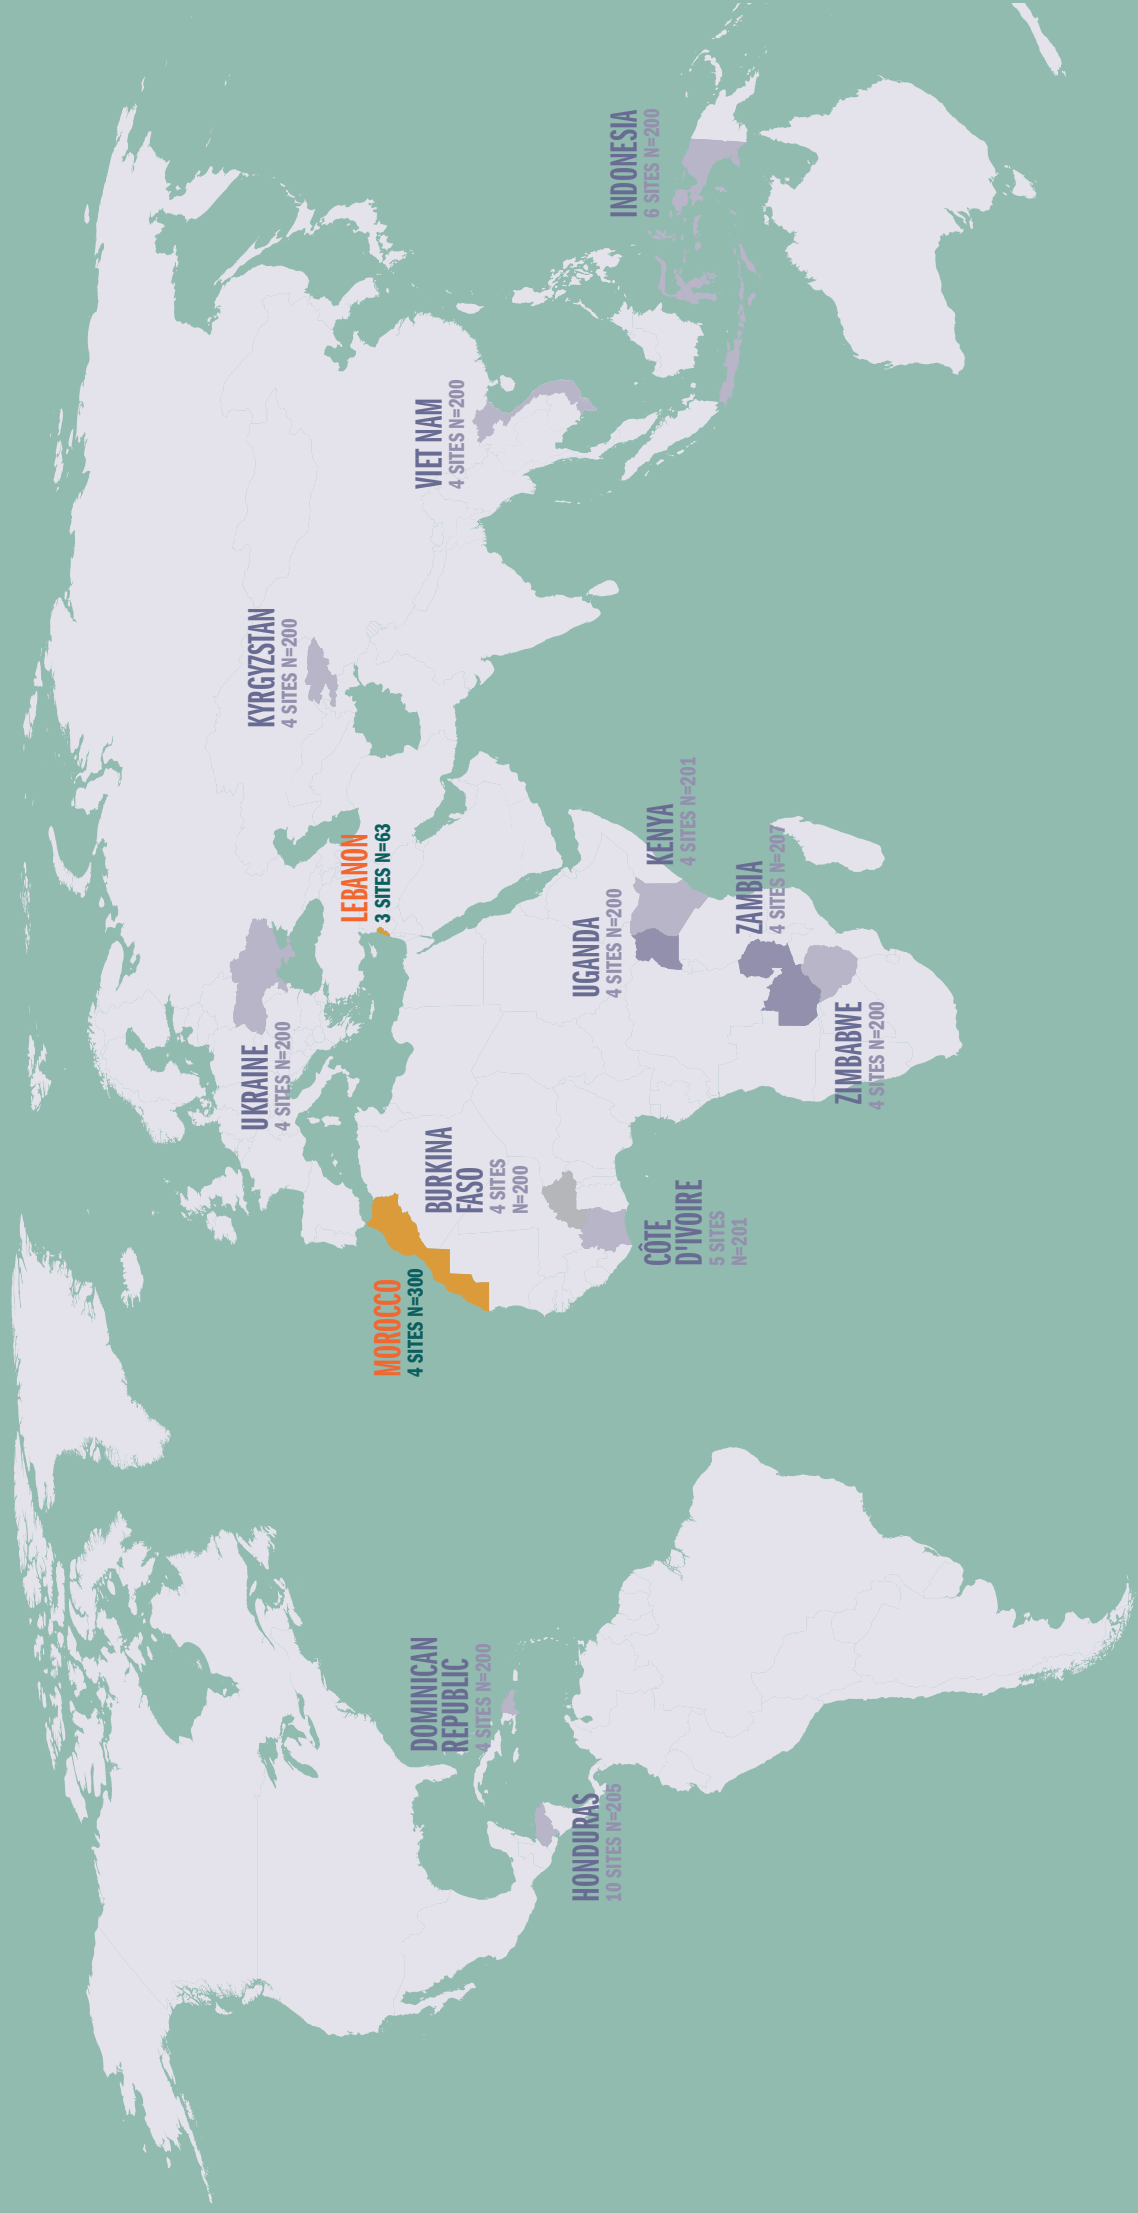 UKRAINE
4 SITES N=200
KYRGYZSTAN
4 SITES N=200
LEBANON
3 SITES N=63
MOROCCO
4 SITES N=300
VIET NAM
4 SITES N=200
DOMINICAN
REPUBLIC
4 SITES N=200
BURKINA
FASO
4 SITES
N=200
HONDURAS
10 SITES N=205
UGANDA
4 SITES N=200
INDONESIA
6 SITES N=200
CÔTE
D'IVOIRE
5 SITES
N=201
KENYA
4 SITES N=201
ZAMBIA
4 SITES N=207
ZIMBABWE
4 SITES N=200